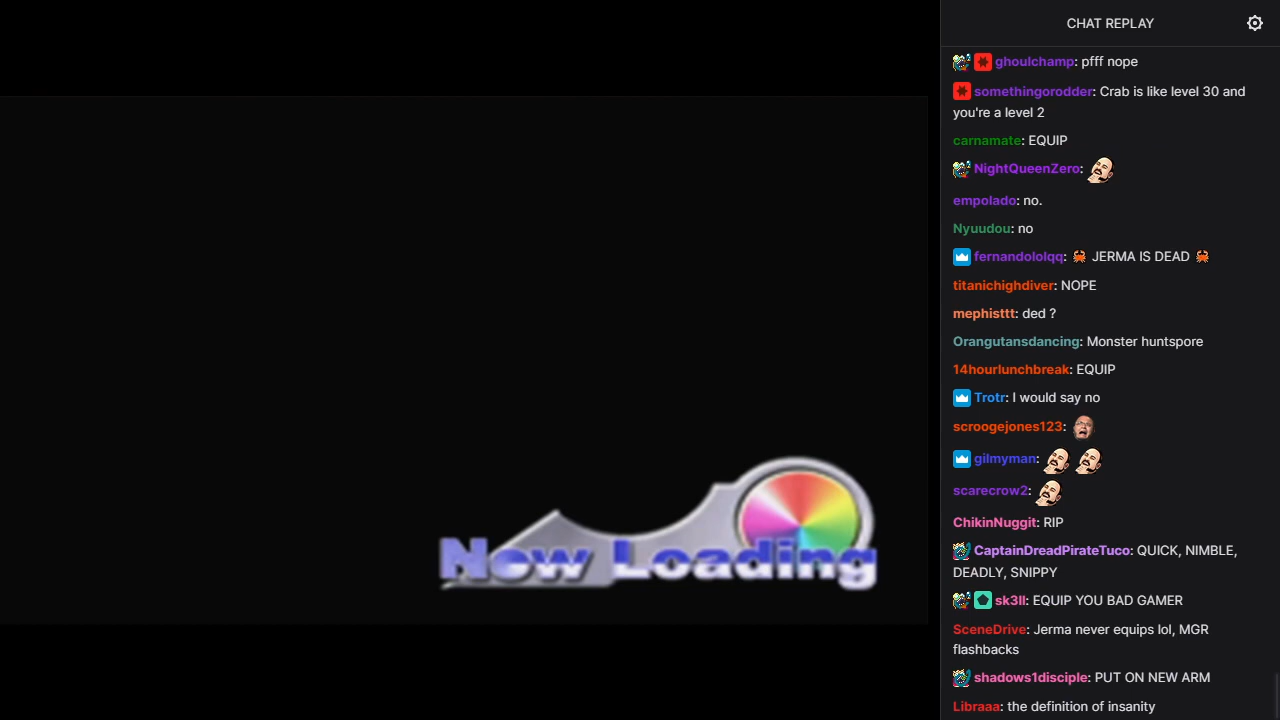 CHAT REPLAY
ghoulchamp: pfff nope
somethingorodder: Crab is like level 30 and
you're a level 2
carnamate: EQUIP
NightQueenZero:
empolado: no.
Nyuudou: no
fernandololqq: 🦀 JERMA IS DEAD 🦀
titanichighdiver: NOPE
mephisttt: ded ?
Orangutansdancing: Monster huntspore
14hourlunchbreak: EQUIP
Trotr: I would say no
scroogejones123:
gilmyman:
scarecrow2:
ChikinNuggit: RIP
CaptainDreadPirateTuco: QUICK, NIMBLE,
DEADLY, SNIPPY
sk3ll: EQUIP YOU BAD GAMER
SceneDrive: Jerma never equips lol, MGR
flashbacks
shadows1disciple: PUT ON NEW ARM
Libraaa: the definition of insanity
Now Loading